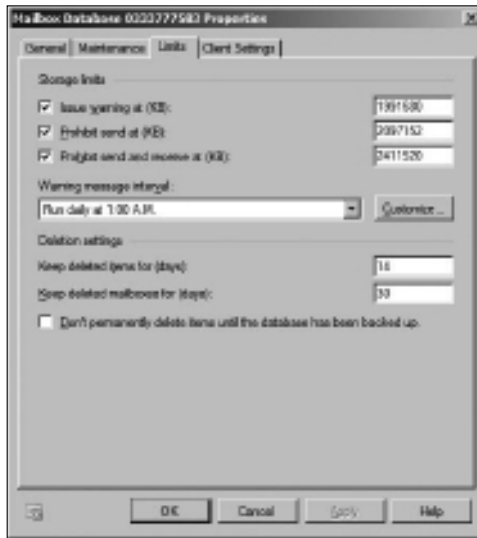 Mailbox Database 0333777583 Properties
General Maintenance Limits Client Settings
Storage limits
Issue warning at (KB): 1991680
Prohibit send at (KB): 2097152
Prohibit send and receive at (KB): 2411520
Warning message interval:
Run daily at 1:00 A.M. Customize...
Deletion settings
Keep deleted items for (days): 14
Keep deleted mailboxes for (days): 30
Don't permanently delete items until the database has been backed up.
OK Cancel Apply Help